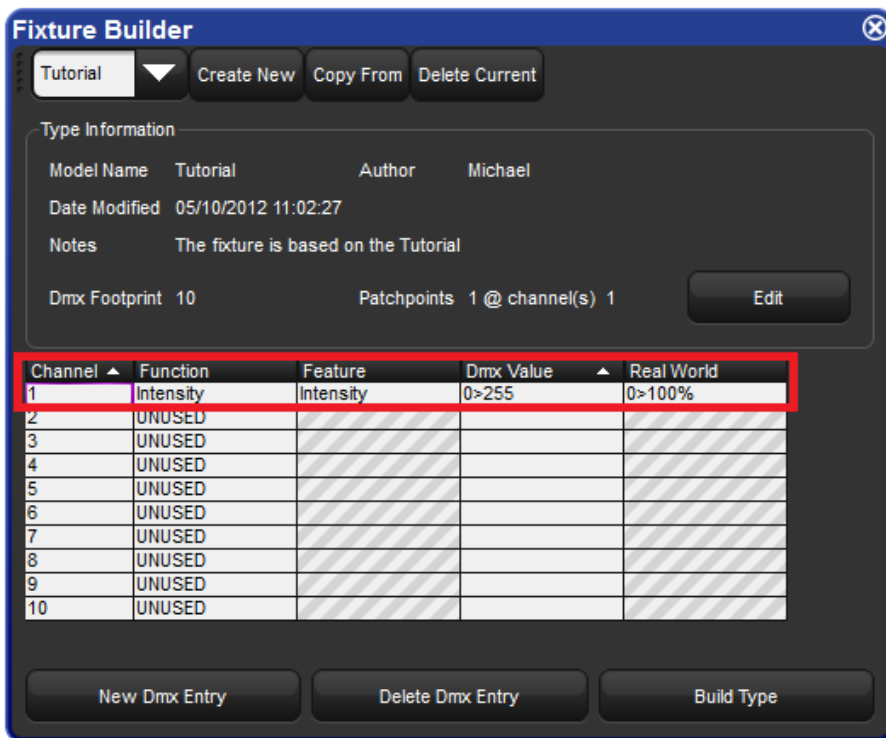 Fixture Builder
Tutorial Create New Copy From Delete Current
Type Information
Model Name Tutorial Author Michael
Date Modified 05/10/2012 11:02:27
Notes The fixture is based on the Tutorial
Dmx Footprint 10 Patchpoints 1 @ channel(s) 1 Edit
Channel Function Feature Dmx Value Real World
1 Intensity Intensity 0>255 0>100%
2 UNUSED
3 UNUSED
4 UNUSED
5 UNUSED
6 UNUSED
7 UNUSED
8 UNUSED
9 UNUSED
10 UNUSED
New Dmx Entry Delete Dmx Entry Build Type